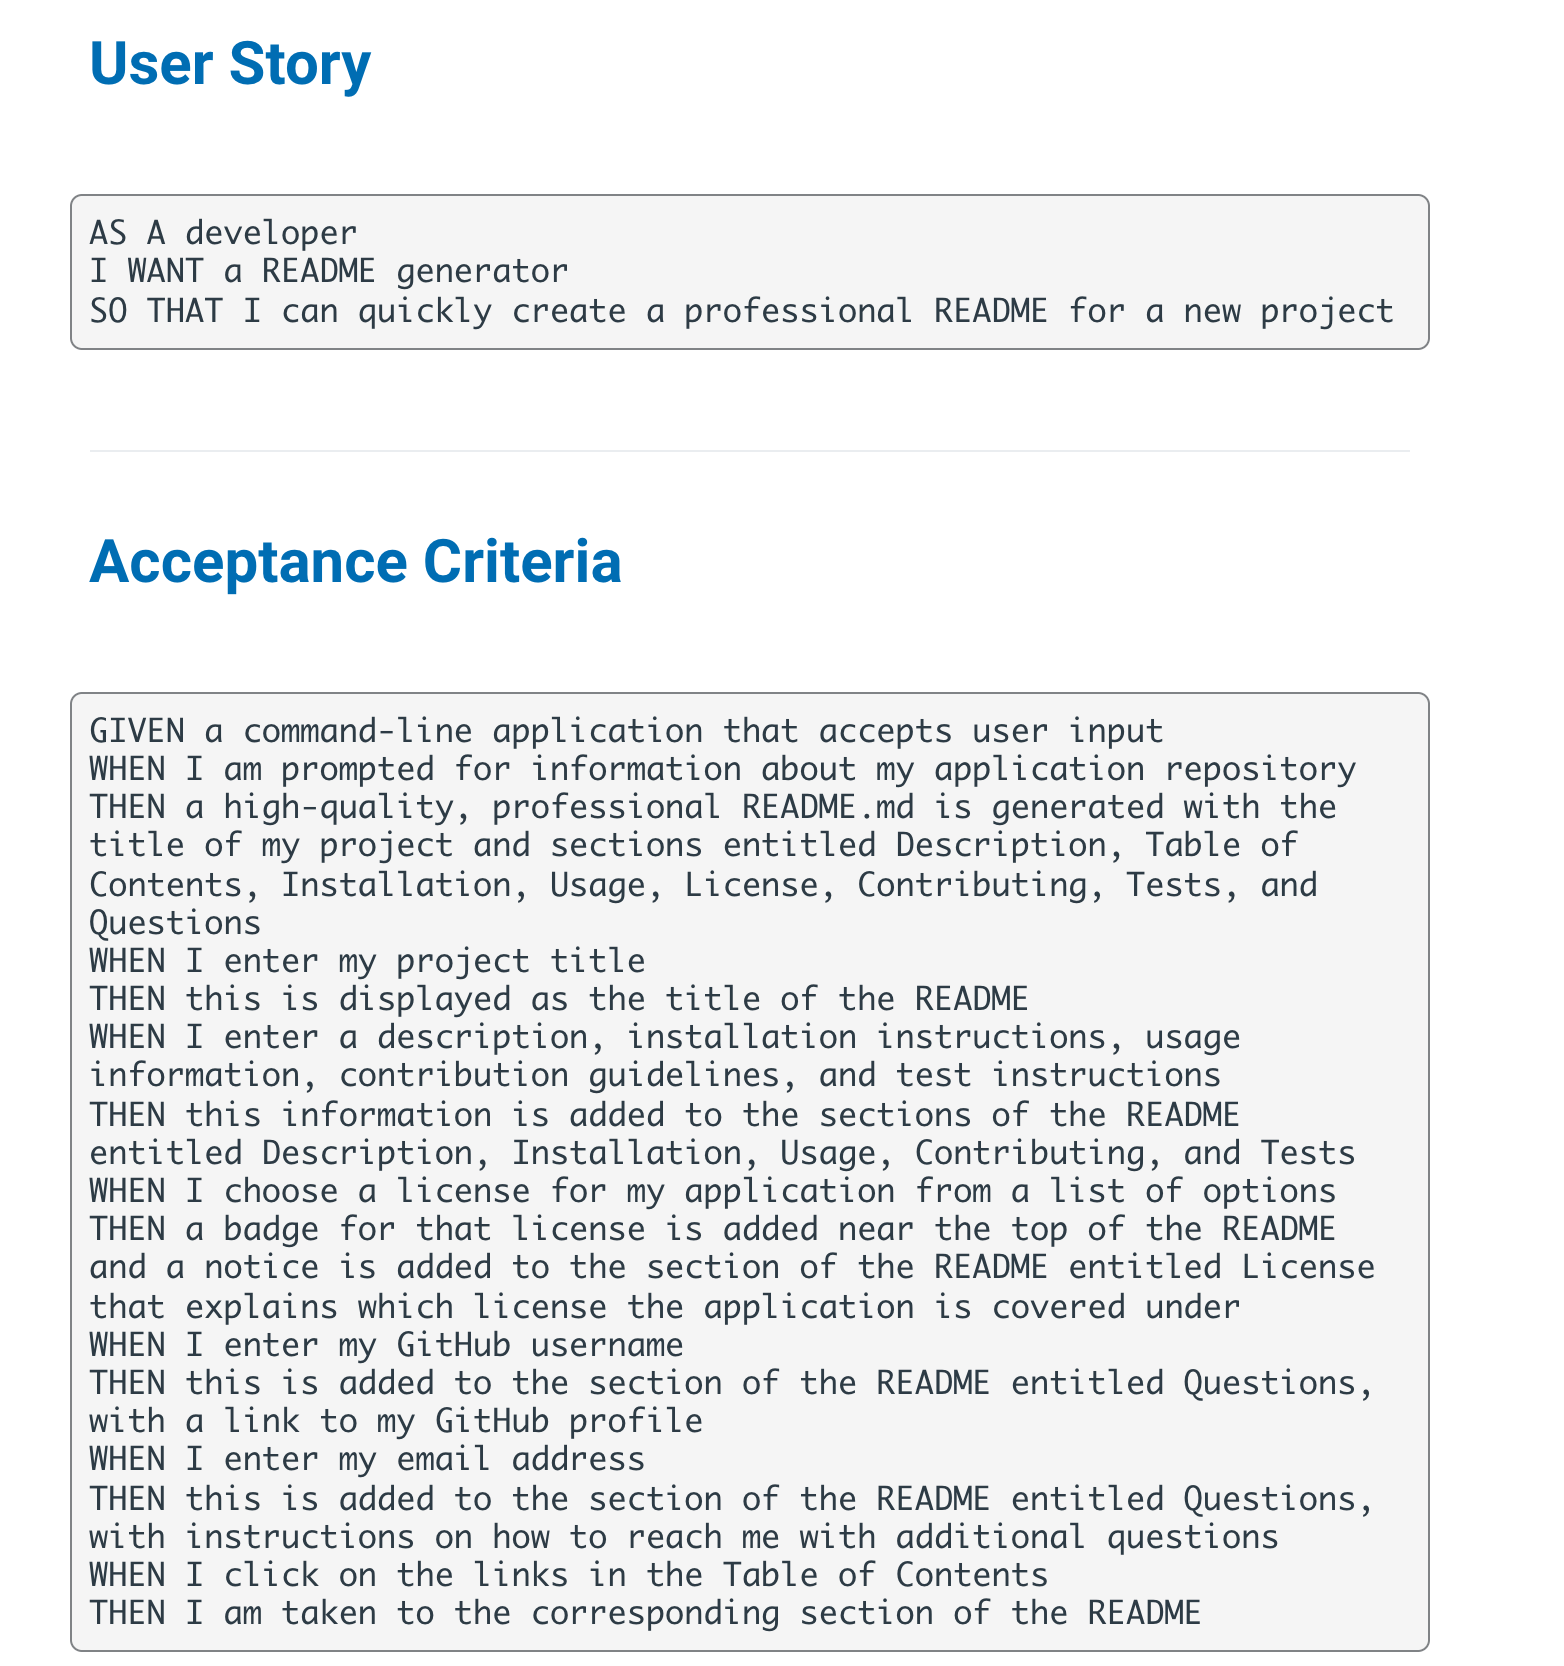 User Story
AS A developer
I WANT a README generator
SO THAT I can quickly create a professional README for a new project
Acceptance Criteria
GIVEN a command-line application that accepts user input
WHEN I am prompted for information about my application repository
THEN a high-quality, professional README.md is generated with the
title of my project and sections entitled Description, Table of
Contents, Installation, Usage, License, Contributing, Tests, and
Questions
WHEN I enter my project title
THEN this is displayed as the title of the README
WHEN I enter a description, installation instructions, usage
information, contribution guidelines, and test instructions
THEN this information is added to the sections of the README
entitled Description, Installation, Usage, Contributing, and Tests
WHEN I choose a license for my application from a list of options
THEN a badge for that license is added near the top of the README
and a notice is added to the section of the README entitled License
that explains which license the application is covered under
WHEN I enter my GitHub username
THEN this is added to the section of the README entitled Questions,
with a link to my GitHub profile
WHEN I enter my email address
THEN this is added to the section of the README entitled Questions,
with instructions on how to reach me with additional questions
WHEN I click on the links in the Table of Contents
THEN I am taken to the corresponding section of the README